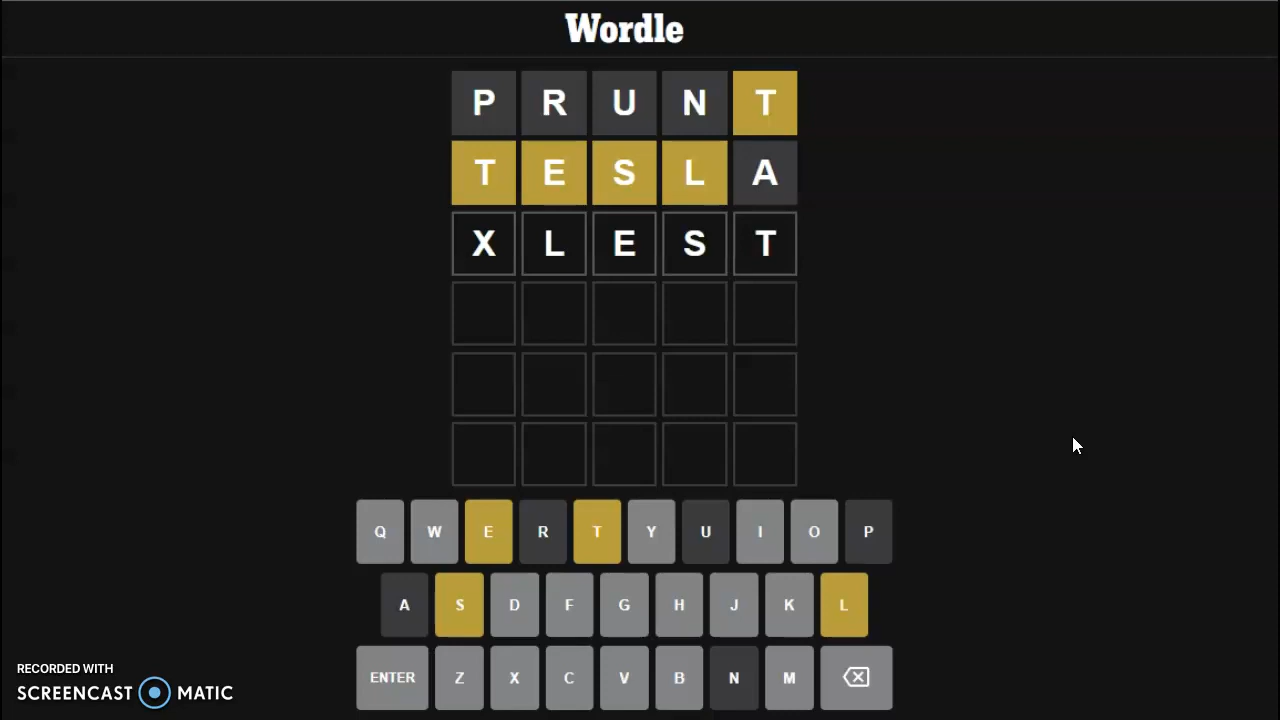 Wordle
P R U N T
T E S L A
X L E S T
Q W E R T Y U I O P
A S D F G H J K L
ENTER Z X C V B N M
RECORDED WITH
SCREENCAST MATIC